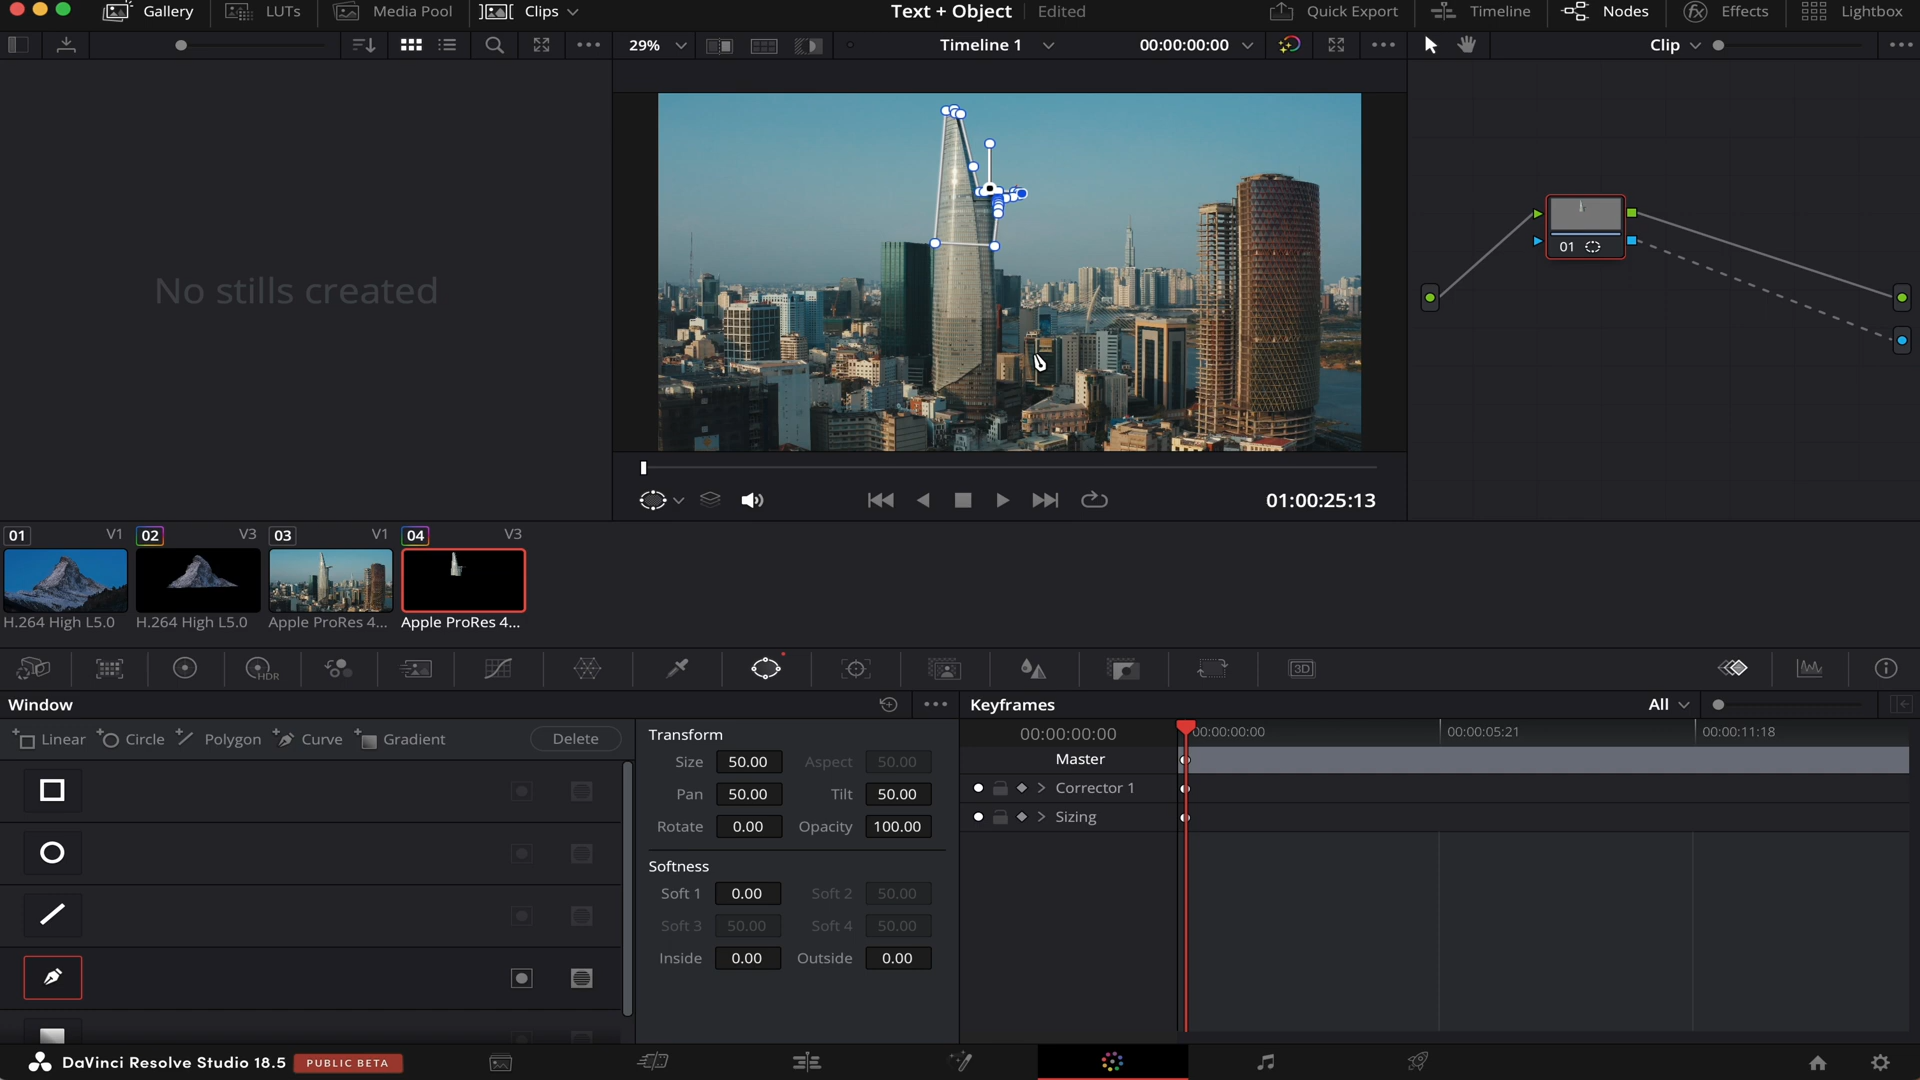 Gallery LUTs Media Pool Clips Text + Object Edited Quick Export Timeline Nodes Effects Lightbox
29% Timeline 1 00:00:00:00 Clip
No stills created
01
01:00:25:13
01 V1 02 V3 03 V1 04 V3
H.264 High L5.0 H.264 High L5.0 Apple ProRes 4... Apple ProRes 4...
HDR 3D
Window Keyframes All
Linear Circle Polygon Curve Gradient Delete
Transform
Size 50.00 Aspect 50.00
Pan 50.00 Tilt 50.00
Rotate 0.00 Opacity 100.00
Softness
Soft 1 0.00 Soft 2 50.00
Soft 3 50.00 Soft 4 50.00
Inside 0.00 Outside 0.00
00:00:00:00 00:00:00:00 00:00:05:21 00:00:11:18
Master
Corrector 1
Sizing
DaVinci Resolve Studio 18.5 PUBLIC BETA